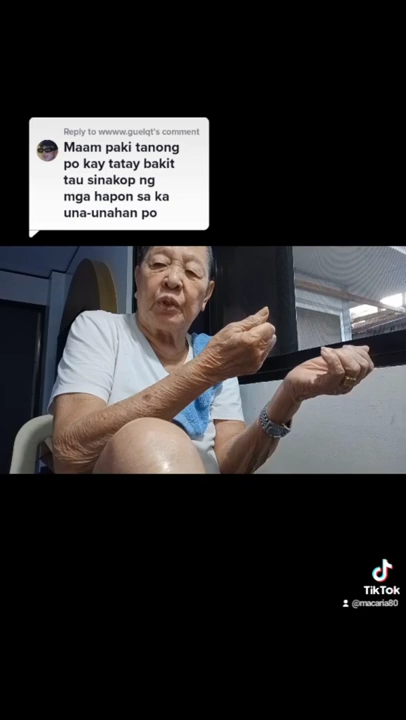 Reply to wwww.guelqt's comment
Maam paki tanong
po kay tatay bakit
tau sinakop ng
mga hapon sa ka
una-unahan po
TikTok
@macaria80